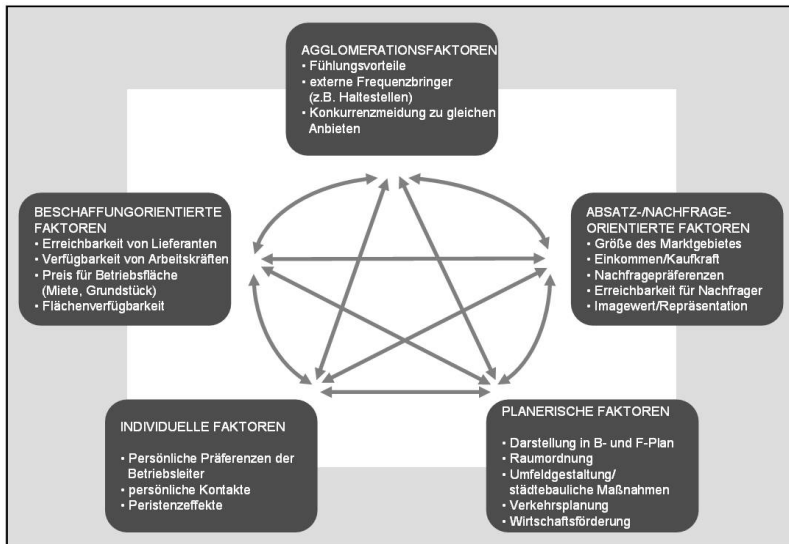 AGGLOMERATIONSFAKTOREN
• Fühlungsvorteile
• externe Frequenzbringer
(z.B. Haltestellen)
• Konkurrenzmeidung zu gleichen
Anbieten
BESCHAFFUNGORIENTIERTE
FAKTOREN
• Erreichbarkeit von Lieferanten
• Verfügbarkeit von Arbeitskräften
• Preis für Betriebsfläche
(Miete, Grundstück)
• Flächenverfügbarkeit
ABSATZ-/NACHFRAGE-
ORIENTIERTE FAKTOREN
• Größe des Marktgebietes
• Einkommen/Kaufkraft
• Nachfragepräferenzen
• Erreichbarkeit für Nachfrager
• Imagewert/Repräsentation
INDIVIDUELLE FAKTOREN
• Persönliche Präferenzen der
Betriebsleiter
• persönliche Kontakte
• Peristenzeffekte
PLANERISCHE FAKTOREN
• Darstellung in B- und F-Plan
• Raumordnung
• Umfeldgestaltung/
städtebauliche Maßnahmen
• Verkehrsplanung
• Wirtschaftsförderung